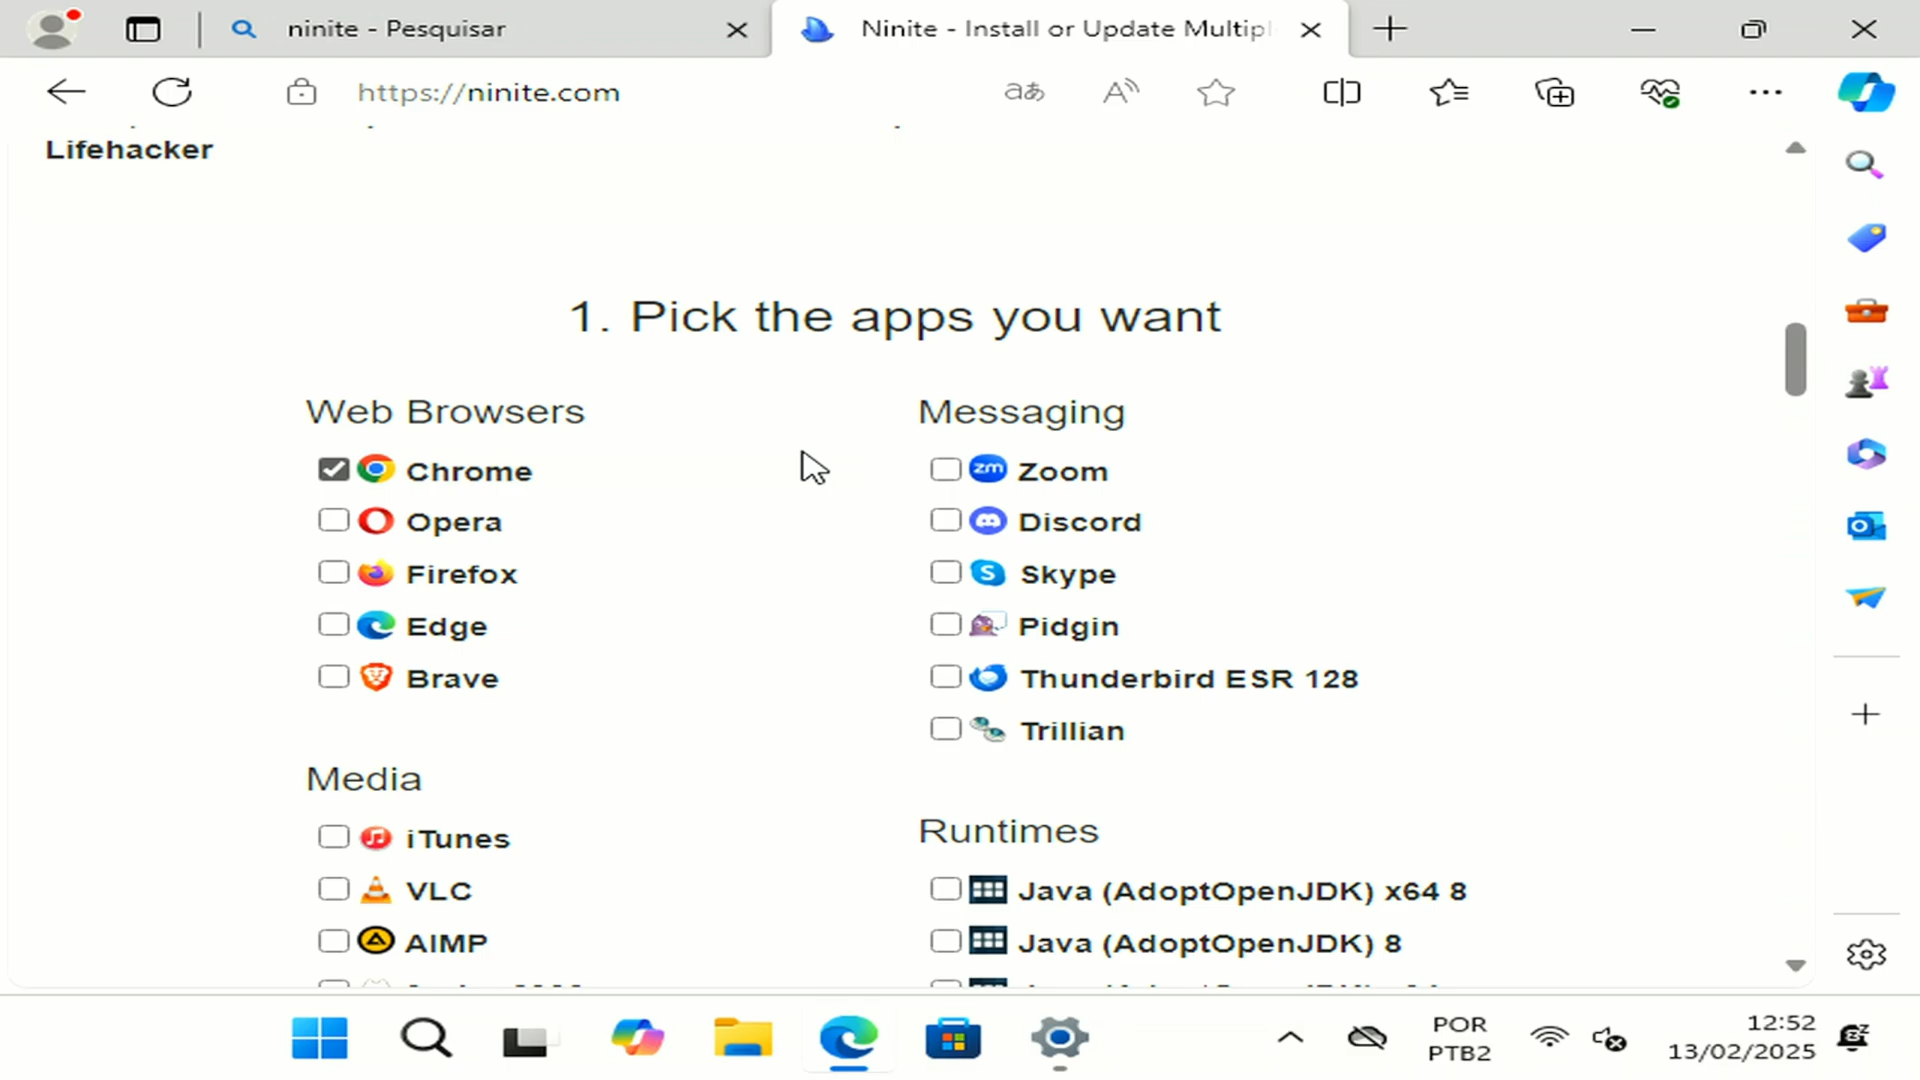 ninite - Pesquisar
Ninite - Install or Update Multipl
https://ninite.com
Lifehacker
1. Pick the apps you want
Web Browsers
Chrome
Opera
Firefox
Edge
Brave
Messaging
zm Zoom
Discord
Skype
Pidgin
Thunderbird ESR 128
Trillian
Media
iTunes
VLC
AIMP
Runtimes
Java (AdoptOpenJDK) x64 8
Java (AdoptOpenJDK) 8
POR
PTB2
12:52
13/02/2025